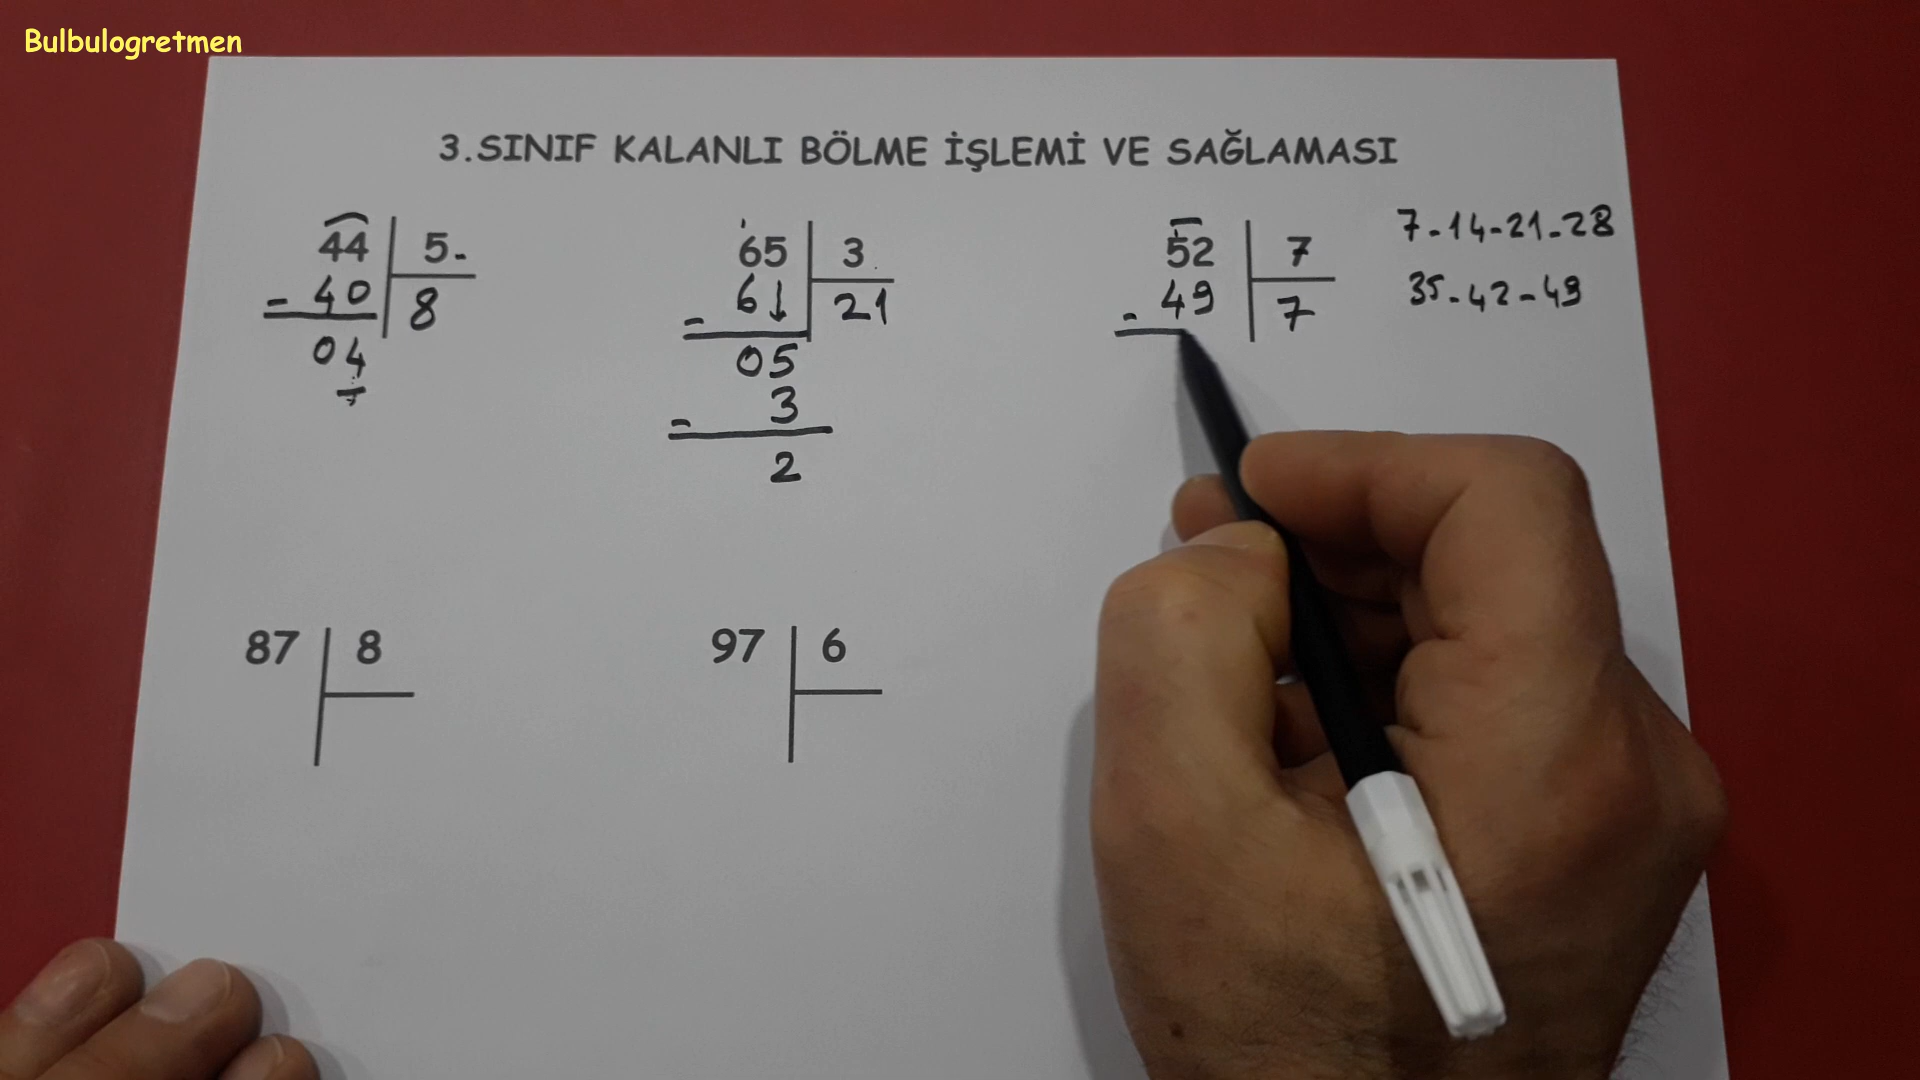 Bulbulogretmen
3.SINIF KALANLI BÖLME İŞLEMİ VE SAĞLAMASI
44 5.
- 40 8
04
65 3
- 6↓ 21
05
- 3
2
52 7
- 49 7
7-14-21-28
35-42-49
87 8
97 6